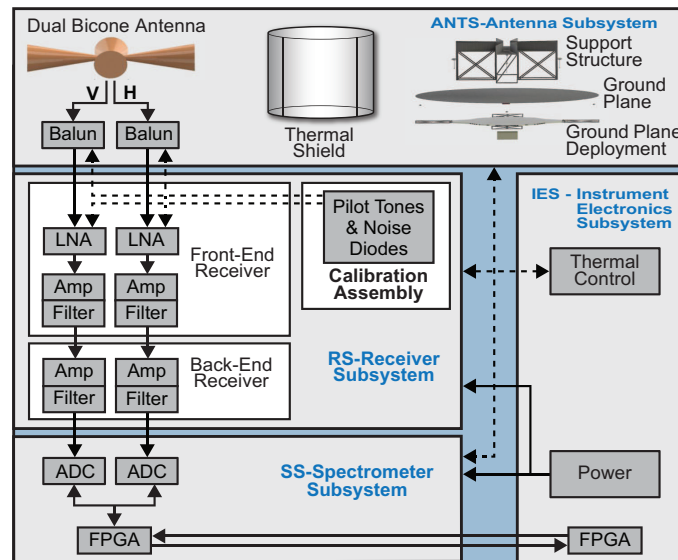 Dual Bicone Antenna
V H
Balun Balun
Thermal
Shield
ANTS-Antenna Subsystem
Support
Structure
Ground
Plane
Ground Plane
Deployment
LNA LNA
Amp Amp
Filter Filter
Front-End
Receiver
Pilot Tones
& Noise
Diodes
Calibration
Assembly
Amp Amp
Filter Filter
Back-End
Receiver
RS-Receiver
Subsystem
IES - Instrument
Electronics
Subsystem
Thermal
Control
ADC ADC
FPGA
SS-Spectrometer
Subsystem
Power
FPGA